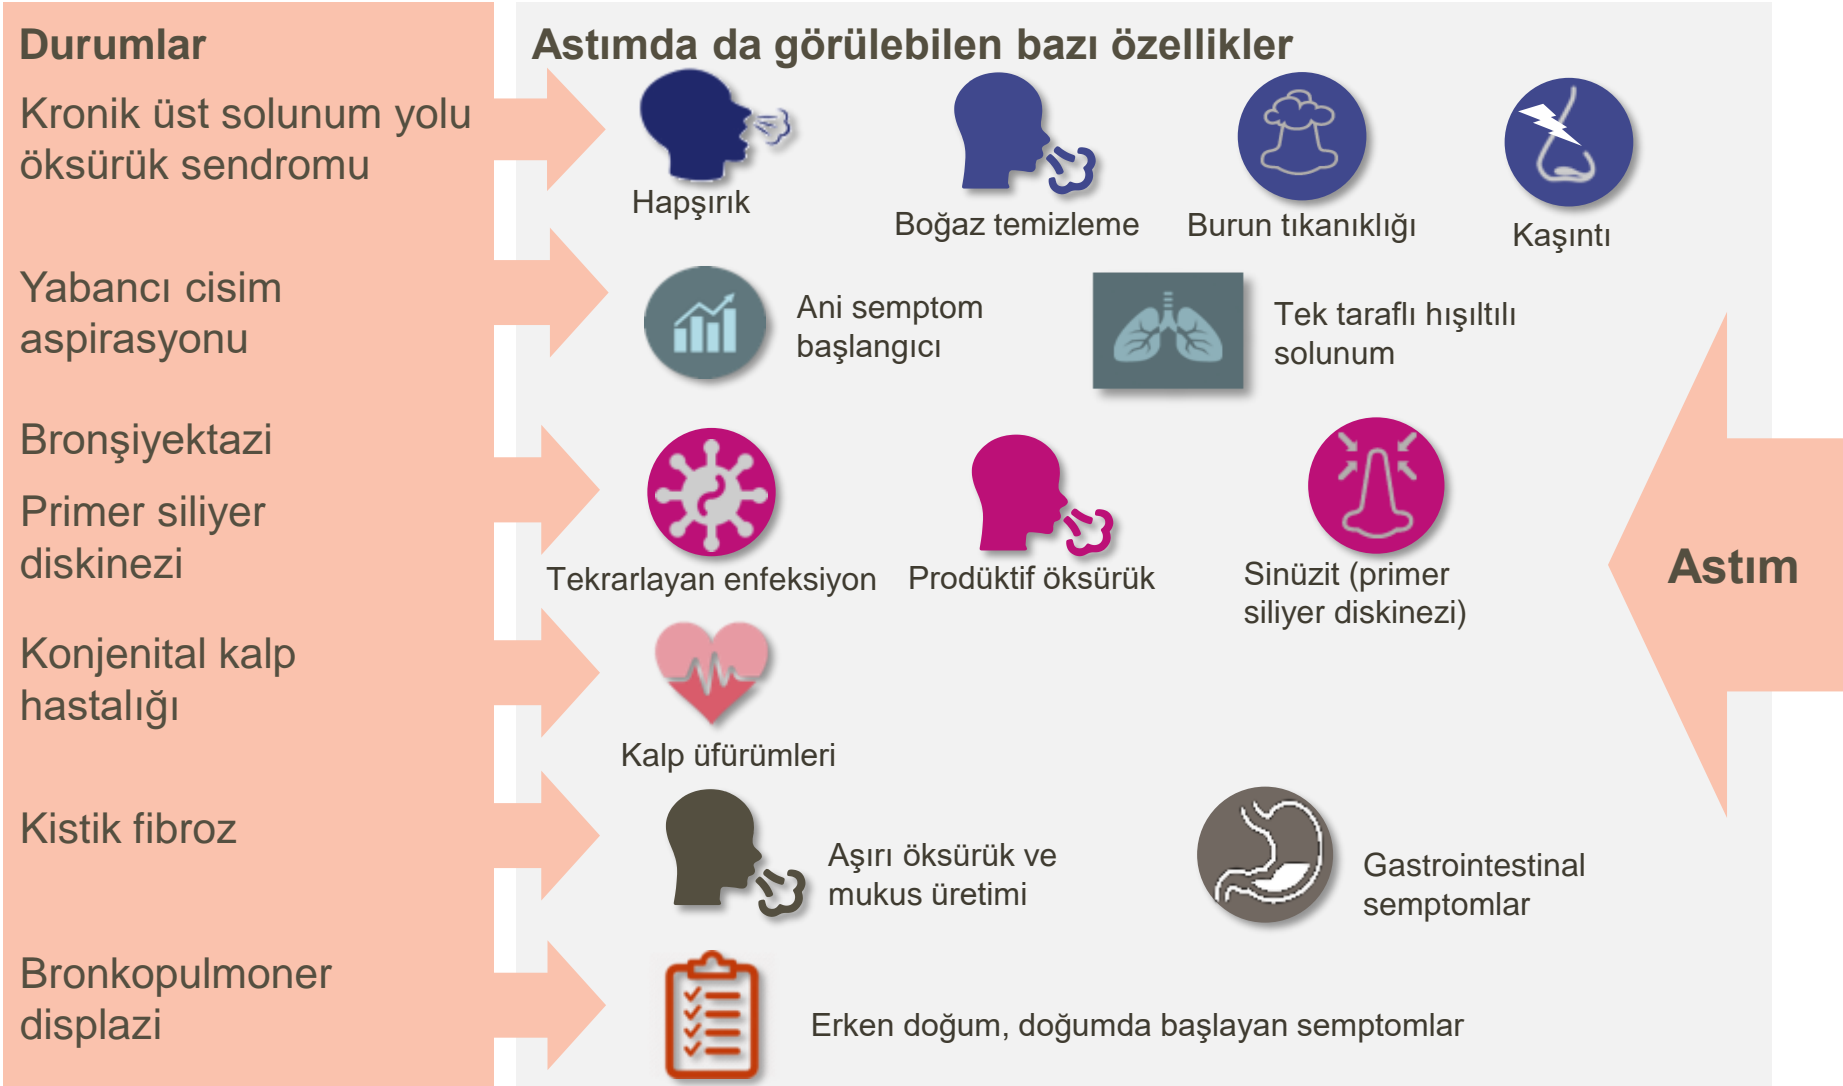 Durumlar
Astımda da görülebilen bazı özellikler
Kronik üst solunum yolu
öksürük sendromu
Hapşırık
Boğaz temizleme
Burun tıkanıklığı
Kaşıntı
Yabancı cisim
aspirasyonu
Ani semptom
başlangıcı
Tek taraflı hışıltılı
solunum
Bronşiyektazi
Primer siliyer
diskinezi
Tekrarlayan enfeksiyon
Prodüktif öksürük
Sinüzit (primer
siliyer diskinezi)
Konjenital kalp
hastalığı
Kalp üfürümleri
Kistik fibroz
Aşırı öksürük ve
mukus üretimi
Gastrointestinal
semptomlar
Bronkopulmoner
displazi
Erken doğum, doğumda başlayan semptomlar
Astım